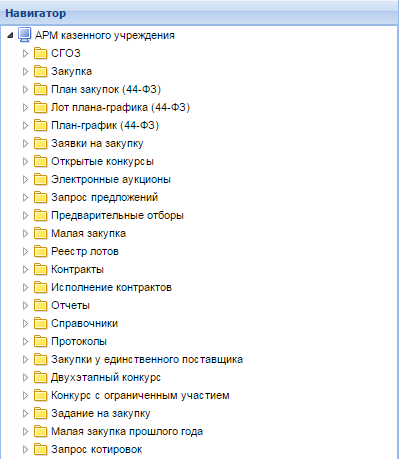 Навигатор
АРМ казенного учреждения
СГОЗ
Закупка
План закупок (44-ФЗ)
Лот плана-графика (44-ФЗ)
План-график (44-ФЗ)
Заявки на закупку
Открытые конкурсы
Электронные аукционы
Запрос предложений
Предварительные отборы
Малая закупка
Реестр лотов
Контракты
Исполнение контрактов
Отчеты
Справочники
Протоколы
Закупки у единственного поставщика
Двухэтапный конкурс
Конкурс с ограниченным участием
Задание на закупку
Малая закупка прошлого года
Запрос котировок